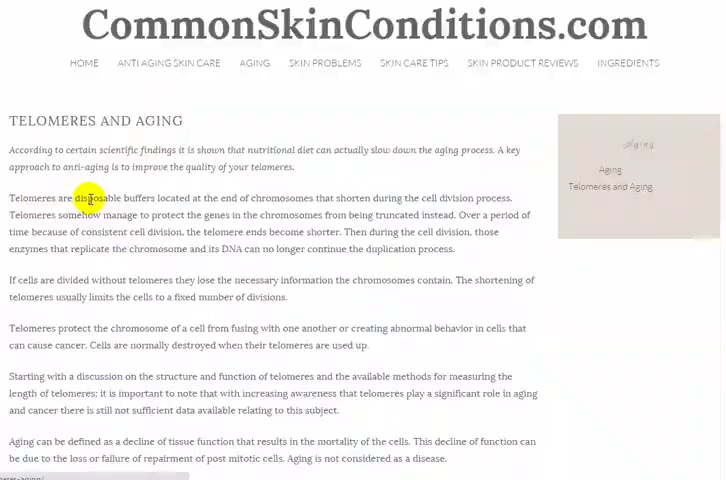 CommonSkinConditions.com
HOME ANTI AGING SKIN CARE AGING SKIN PROBLEMS SKIN CARE TIPS SKIN PRODUCT REVIEWS INGREDIENTS
TELOMERES AND AGING
According to certain scientific findings it is shown that nutritional diet can actually slow down the aging process. A key
approach to anti-aging is to improve the quality of your telomeres.
Telomeres are disposable buffers located at the end of chromosomes that shorten during the cell division process.
Telomeres somehow manage to protect the genes in the chromosomes from being truncated instead. Over a period of
time because of consistent cell division, the telomere ends become shorter. Then during the cell division, those
enzymes that replicate the chromosome and its DNA can no longer continue the duplication process.
If cells are divided without telomeres they lose the necessary information the chromosomes contain. The shortening of
telomeres usually limits the cells to a fixed number of divisions.
Telomeres protect the chromosome of a cell from fusing with one another or creating abnormal behavior in cells that
can cause cancer. Cells are normally destroyed when their telomeres are used up.
Starting with a discussion on the structure and function of telomeres and the available methods for measuring the
length of telomeres; it is important to note that with increasing awareness that telomeres play a significant role in aging
and cancer there is still not sufficient data available relating to this subject.
Aging can be defined as a decline of tissue function that results in the mortality of the cells. This decline of function can
be due to the loss or failure of repairment of post mitotic cells. Aging is not considered as a disease.
Aging
Aging
Telomeres and Aging